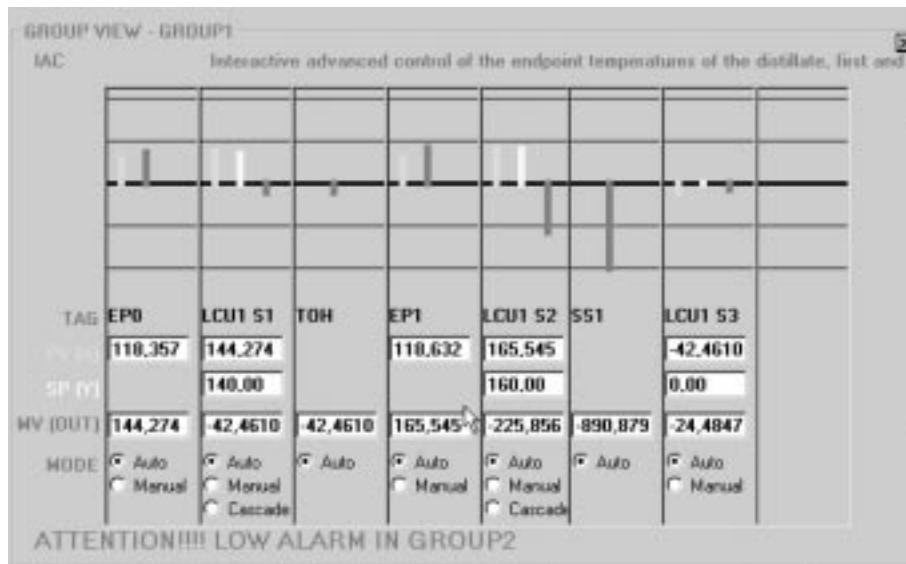 GROUP VIEW - GROUP1
IAC Interactive advanced control of the endpoint temperatures of the distillate, first and
TAG EP0 LCU1 S1 TOH EP1 LCU1 S2 SS1 LCU1 S3
118,357 144,274 118,632 165,545 -42,4610
SP (Y) 140.00 160.00 0.00
MV (OUT) 144,274 -42,4610 -42,4610 165,545 -225,856 -890,879 -24,4847
MODE Auto Auto Auto Auto Auto Auto Auto
Manual Manual Manual Manual Manual
Cascade Cascade
ATTENTION!!!! LOW ALARM IN GROUP2